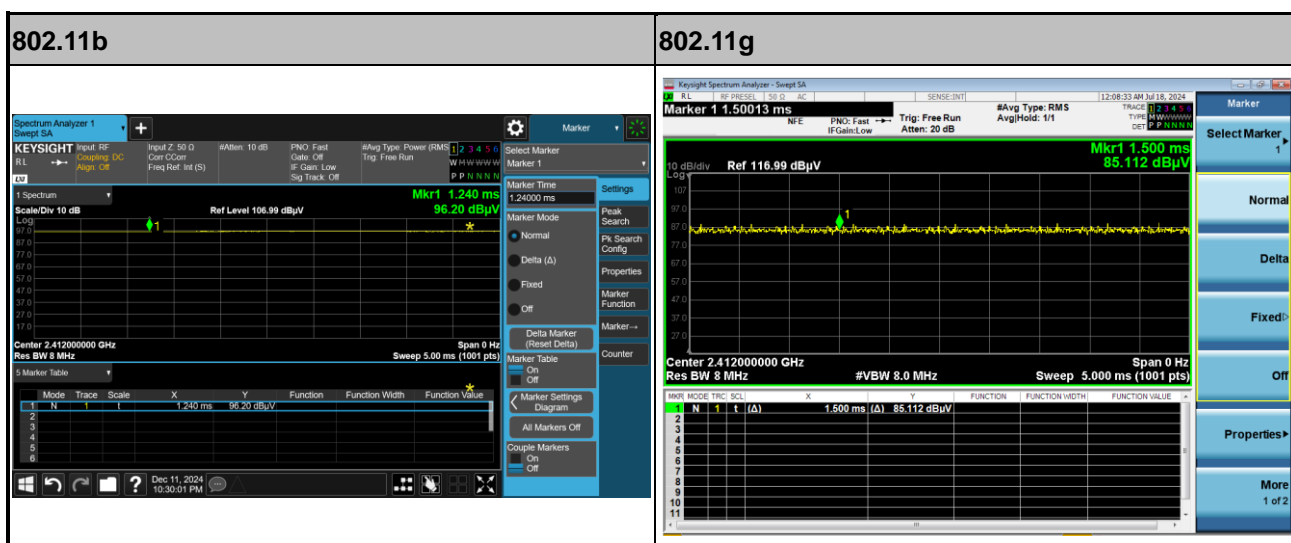 802.11b
802.11g
Spectrum Analyzer 1
Swept SA
Marker
KEYSIGHT
RL
LXI
Input: RF
Coupling: DC
Align: Off
Input Z: 50 Ω
Corr CCorr
Freq Ref: Int (S)
#Atten: 10 dB
PNO: Fast
Gate: Off
IF Gain: Low
Sig Track: Off
#Avg Type: Power (RMS
Trig: Free Run
1 2 3 4 5 6
W M W W W W
P P N N N N
1 Spectrum
Mkr1 1.240 ms
Scale/Div 10 dB
Ref Level 106.99 dBµV
96.20 dBµV
Log
1
97.0
87.0
77.0
67.0
57.0
47.0
37.0
27.0
17.0
Center 2.412000000 GHz
Span 0 Hz
Res BW 8 MHz
Sweep 5.00 ms (1001 pts)
5 Marker Table
Mode Trace Scale X Y Function Function Width Function Value
1 N 1 t 1.240 ms 96.20 dBµV
2
3
4
5
6
Select Marker
Marker 1
Marker Time
1.24000 ms
Marker Mode
Normal
Delta (Δ)
Fixed
Off
Delta Marker
(Reset Delta)
Marker Table
On
Off
Marker Settings
Diagram
All Markers Off
Couple Markers
On
Off
Settings
Peak
Search
Pk Search
Config
Properties
Marker
Function
Marker→
Counter
?
Dec 11, 2024
10:30:01 PM
Keysight Spectrum Analyzer - Swept SA
LXI RL RF PRESEL 50 Ω AC SENSE:INT 12:08:33 AM Jul 18, 2024
Marker 1 1.50013 ms
NFE
PNO: Fast
IFGain:Low
Trig: Free Run
Atten: 20 dB
#Avg Type: RMS
Avg|Hold: 1/1
TRACE 1 2 3 4 5 6
TYPE MWWWWW
DET P P N N N N
Mkr1 1.500 ms
85.112 dBµV
10 dB/div Ref 116.99 dBµV
Log
1
107
97.0
87.0
77.0
67.0
57.0
47.0
37.0
27.0
Center 2.412000000 GHz
Span 0 Hz
Res BW 8 MHz
#VBW 8.0 MHz
Sweep 5.000 ms (1001 pts)
MKR MODE TRC SCL X Y FUNCTION FUNCTION WIDTH FUNCTION VALUE
1 N 1 t (Δ) 1.500 ms (Δ) 85.112 dBµV
2
3
4
5
6
7
8
9
10
11
Marker
Select Marker
1
Normal
Delta
Fixed
Off
Properties
More
1 of 2